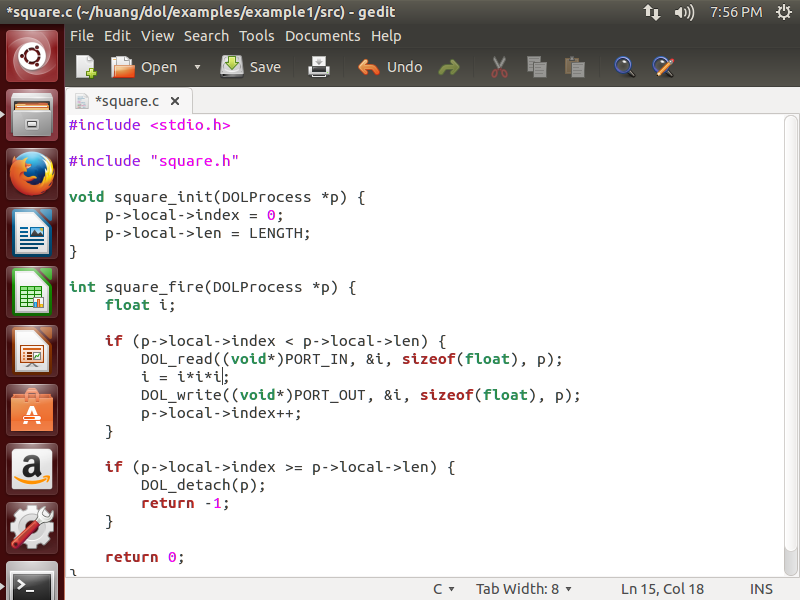 *square.c (~/huang/dol/examples/example1/src) - gedit
7:56 PM
File Edit View Search Tools Documents Help
Open Save Undo
*square.c
#include <stdio.h>
#include "square.h"
void square_init(DOLProcess *p) {
    p->local->index = 0;
    p->local->len = LENGTH;
}
int square_fire(DOLProcess *p) {
    float i;
    if (p->local->index < p->local->len) {
        DOL_read((void*)PORT_IN, &i, sizeof(float), p);
        i = i*i*i;
        DOL_write((void*)PORT_OUT, &i, sizeof(float), p);
        p->local->index++;
    }
    if (p->local->index >= p->local->len) {
        DOL_detach(p);
        return -1;
    }
    return 0;
}
C Tab Width: 8 Ln 15, Col 18 INS